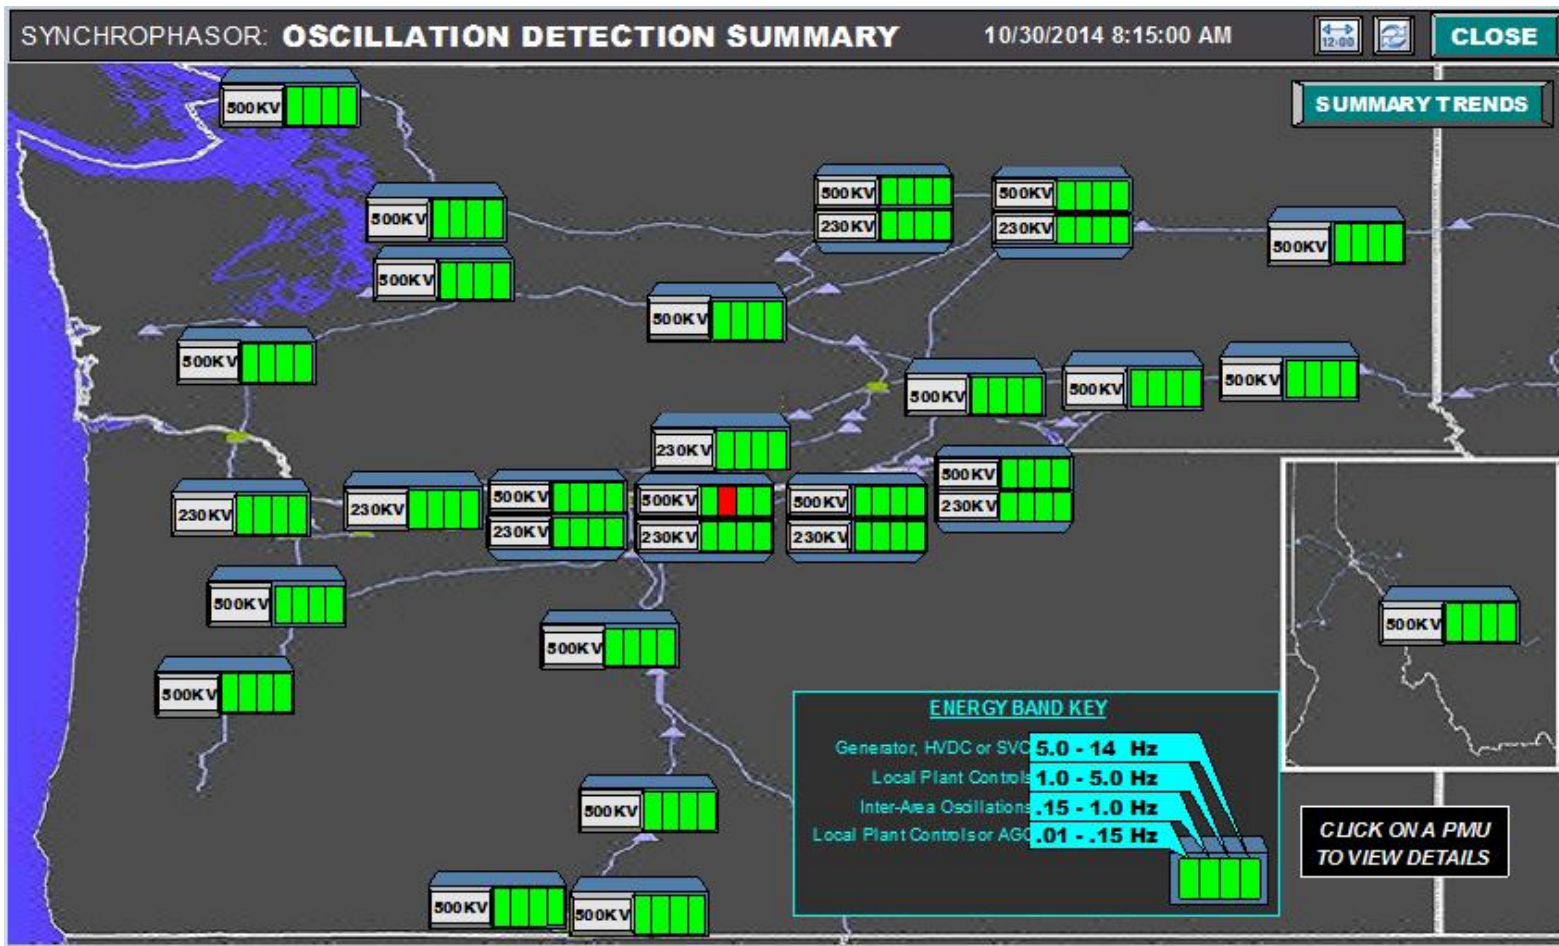 SYNCHROPHASOR: OSCILLATION DETECTION SUMMARY 10/30/2014 8:15:00 AM 12:00 CLOSE
SUMMARY TRENDS
500KV
500KV
500KV
500KV
230KV
500KV
230KV
500KV
500KV
500KV
500KV
500KV
500KV
500KV
230KV
500KV
230KV
230KV
230KV
500KV
230KV
500KV
230KV
500KV
230KV
500KV
500KV
500KV
500KV
500KV
500KV
500KV
ENERGY BAND KEY
Generator, HVDC or SVC 5.0 - 14 Hz
Local Plant Controls 1.0 - 5.0 Hz
Inter-Area Oscillations .15 - 1.0 Hz
Local Plant Controls or AGC .01 - .15 Hz
CLICK ON A PMU
TO VIEW DETAILS